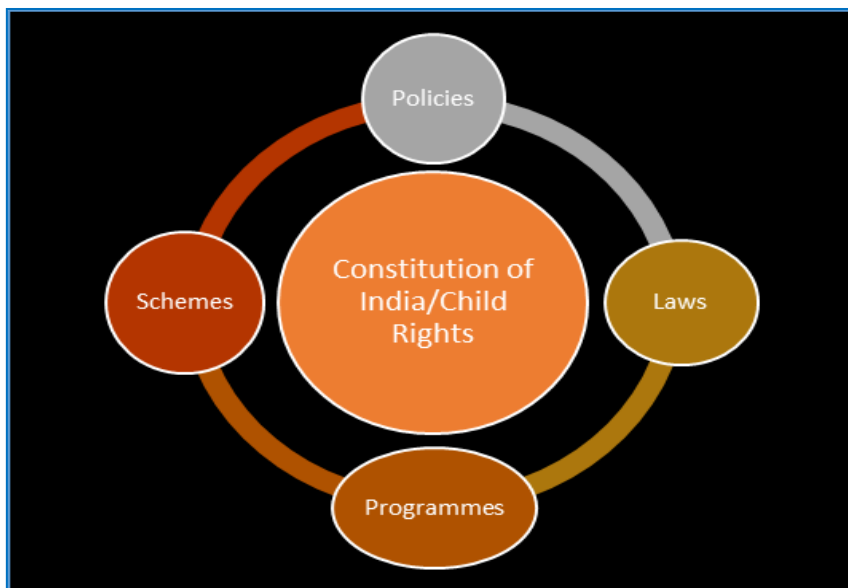 Policies
Constitution of
India/Child
Rights
Schemes
Laws
Programmes